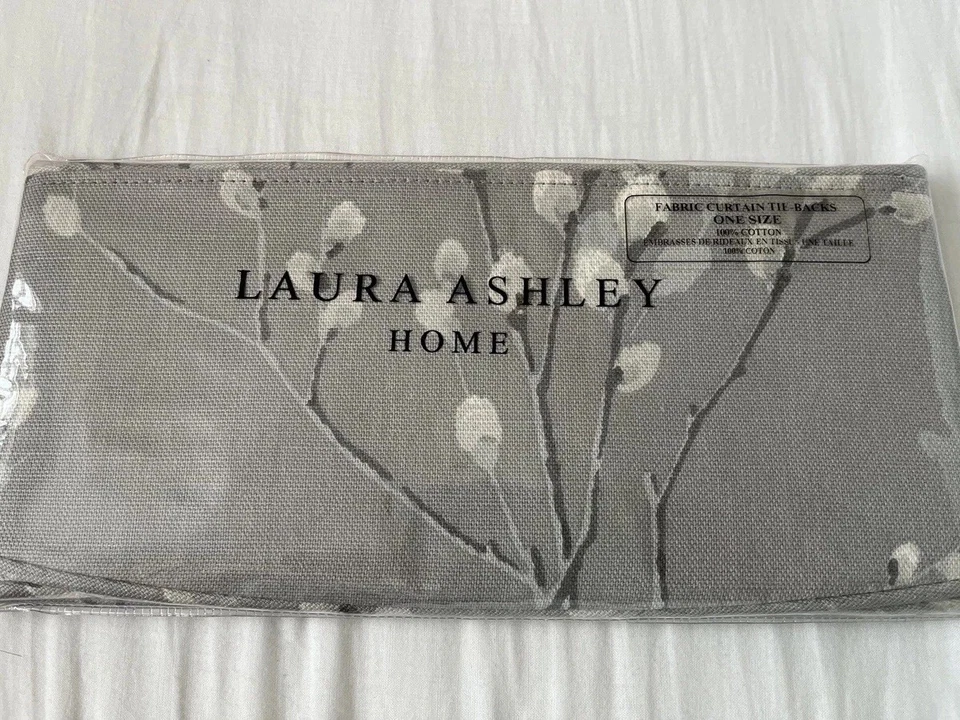 FABRIC CURTAIN TIE-BACKS
ONE SIZE
100% COTTON
EMBRASSES DE RIDEAUX EN TISSU - UNE TAILLE
100% COTON
LAURA ASHLEY
HOME